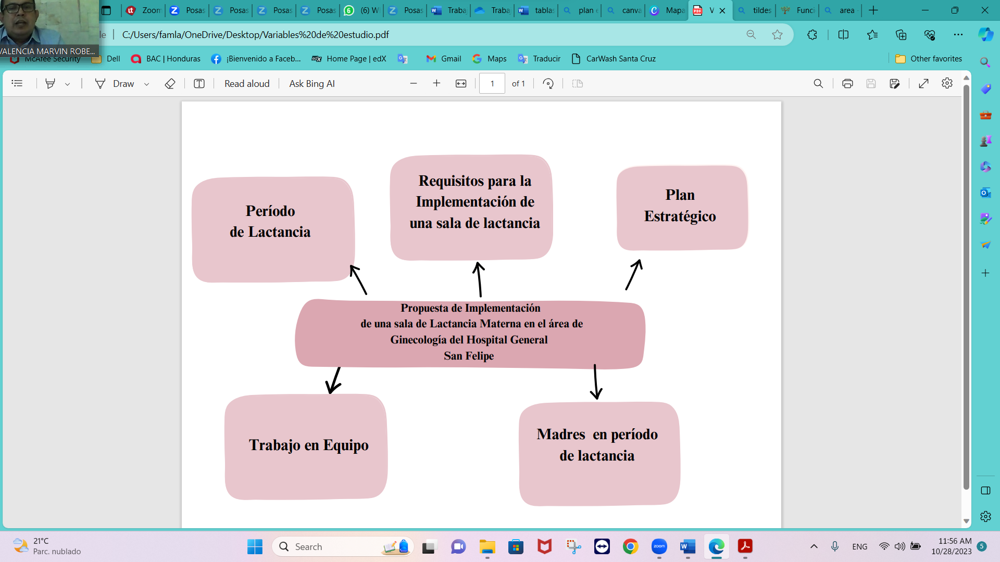 Zoom
Posas
Posas
Posas
Posas
(6) W
Posas
Traba
Traba
tablas
plan e
canva
Mapa
V
tildes
Funci
area
le
C:/Users/famla/OneDrive/Desktop/Variables%20de%20estudio.pdf
VALENCIA MARVIN ROBE...
McAfee Security
Dell
BAC | Honduras
¡Bienvenido a Faceb...
Home Page | edX
Gmail
Maps
Traducir
CarWash Santa Cruz
Other favorites
Draw
Read aloud
Ask Bing AI
1
of 1
Período
de Lactancia
Requisitos para la
Implementación de
una sala de lactancia
Plan
Estratégico
Propuesta de Implementación
de una sala de Lactancia Materna en el área de
Ginecología del Hospital General
San Felipe
Trabajo en Equipo
Madres en período
de lactancia
21°C
Parc. nublado
Search
zoom
ENG
11:56 AM
10/28/2023
5